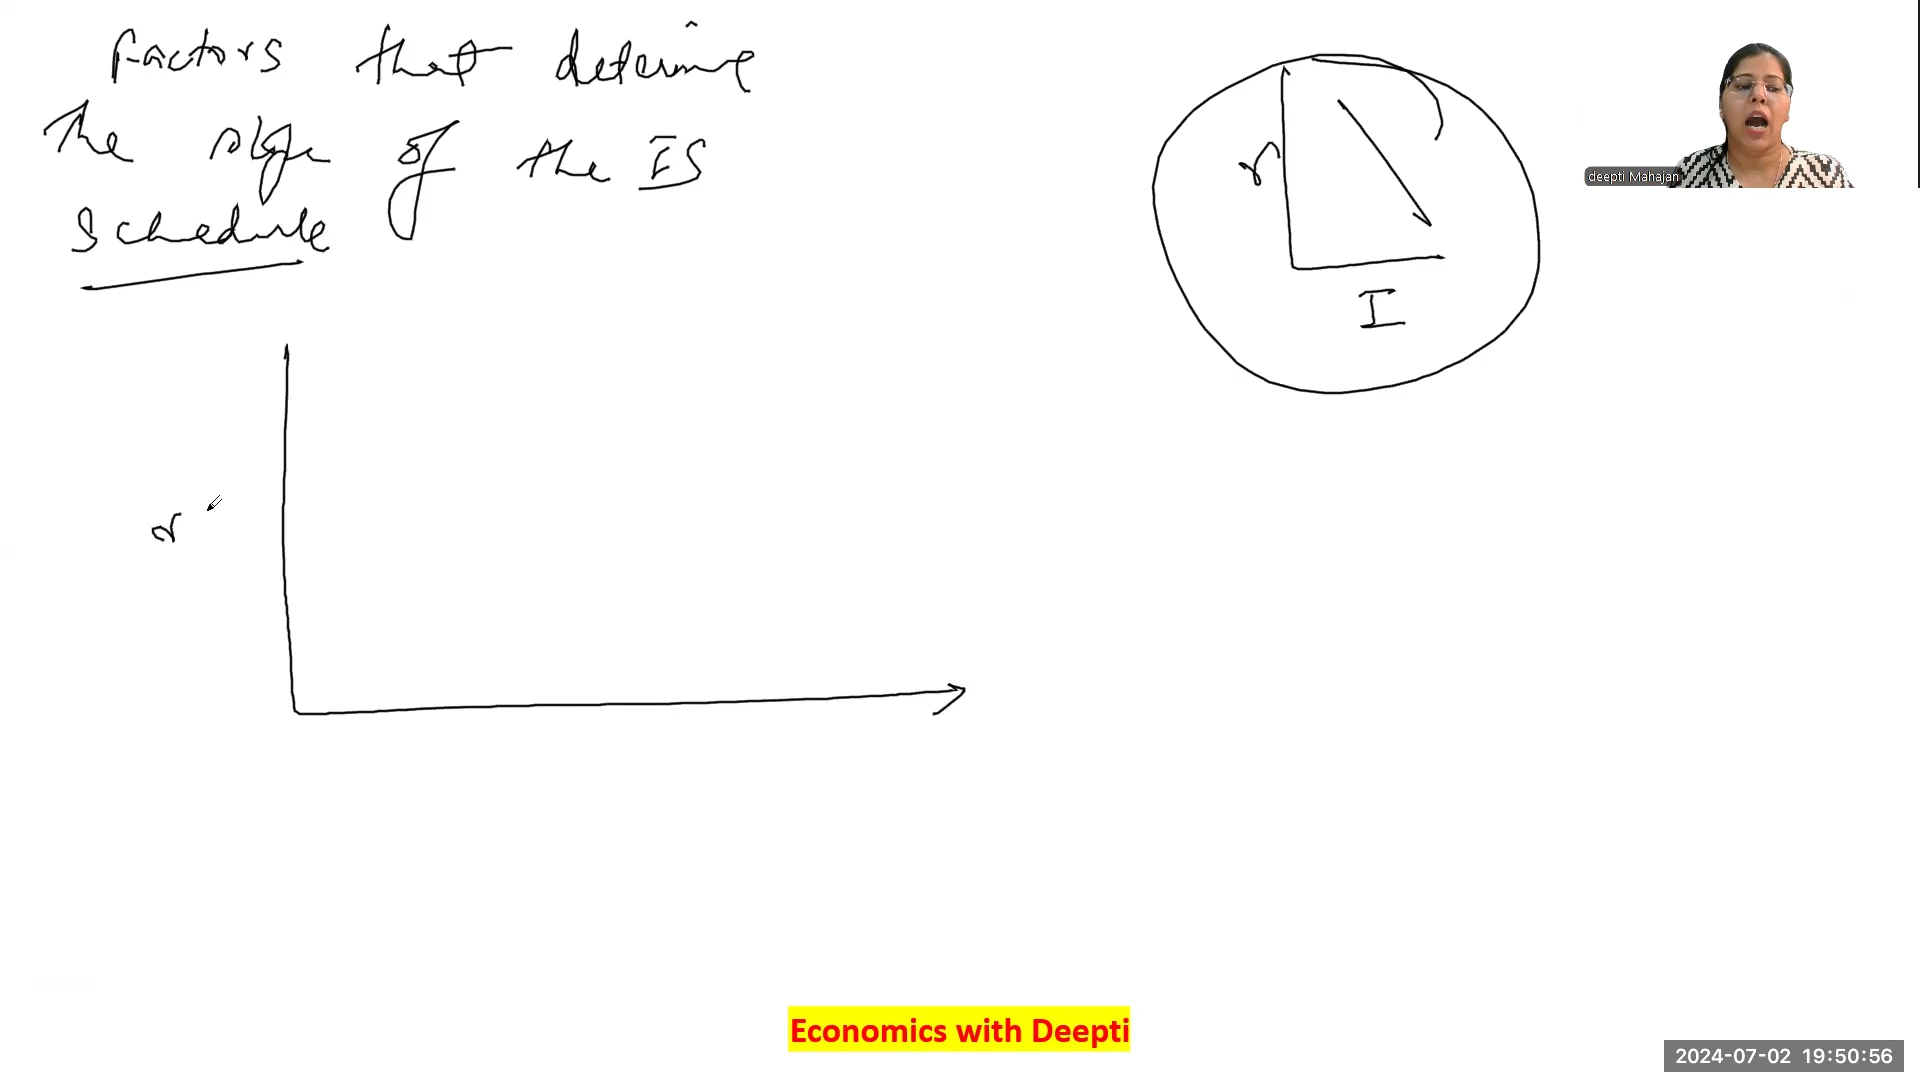 Factors that determine
the slope of the IS
Schedule
r
I
r
deepti Mahajan
Economics with Deepti
2024-07-02 19:50:56